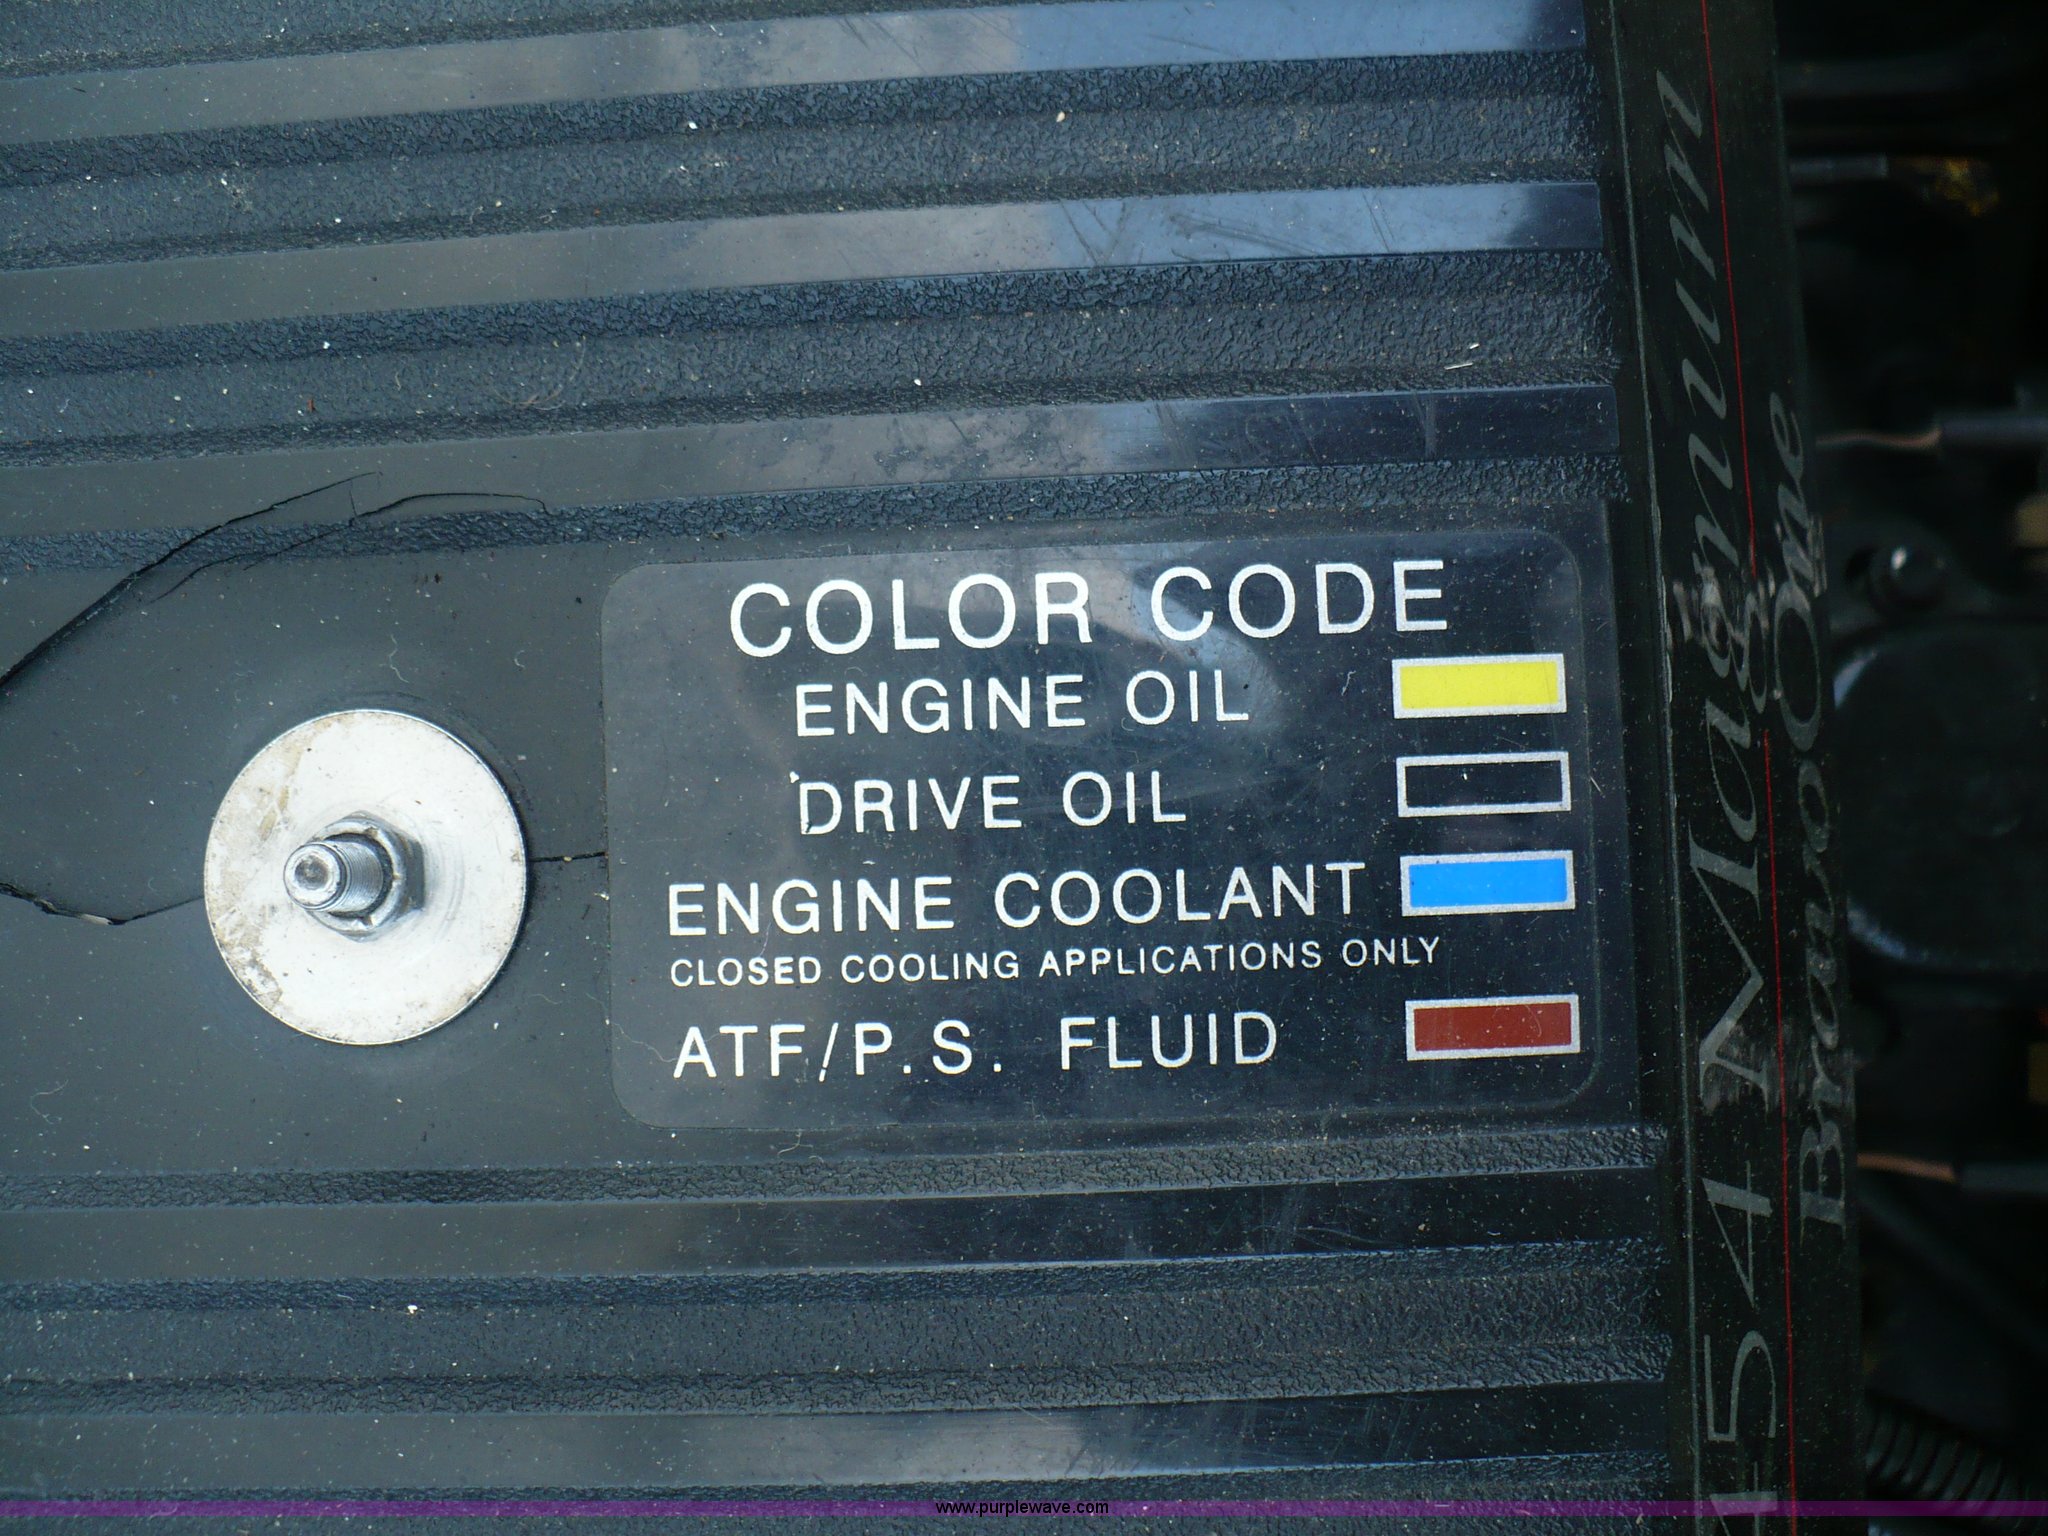 COLOR CODE
ENGINE OIL
DRIVE OIL
ENGINE COOLANT
CLOSED COOLING APPLICATIONS ONLY
ATF/P.S. FLUID
454 Magnum
Bravo One
www.purplewave.com